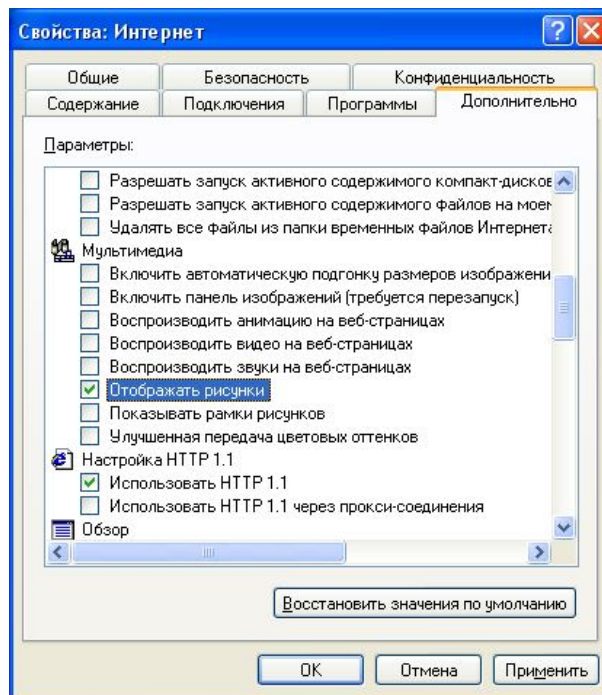 Свойства: Интернет
Общие
Безопасность
Конфиденциальность
Содержание
Подключения
Программы
Дополнительно
Параметры:
Разрешать запуск активного содержимого компакт-дисков
Разрешать запуск активного содержимого файлов на моем
Удалять все файлы из папки временных файлов Интернета
Мультимедиа
Включить автоматическую подгонку размеров изображени
Включить панель изображений (требуется перезапуск)
Воспроизводить анимацию на веб-страницах
Воспроизводить видео на веб-страницах
Воспроизводить звуки на веб-страницах
Отображать рисунки
Показывать рамки рисунков
Улучшенная передача цветовых оттенков
Настройка HTTP 1.1
Использовать HTTP 1.1
Использовать HTTP 1.1 через прокси-соединения
Обзор
Восстановить значения по умолчанию
OK
Отмена
Применить